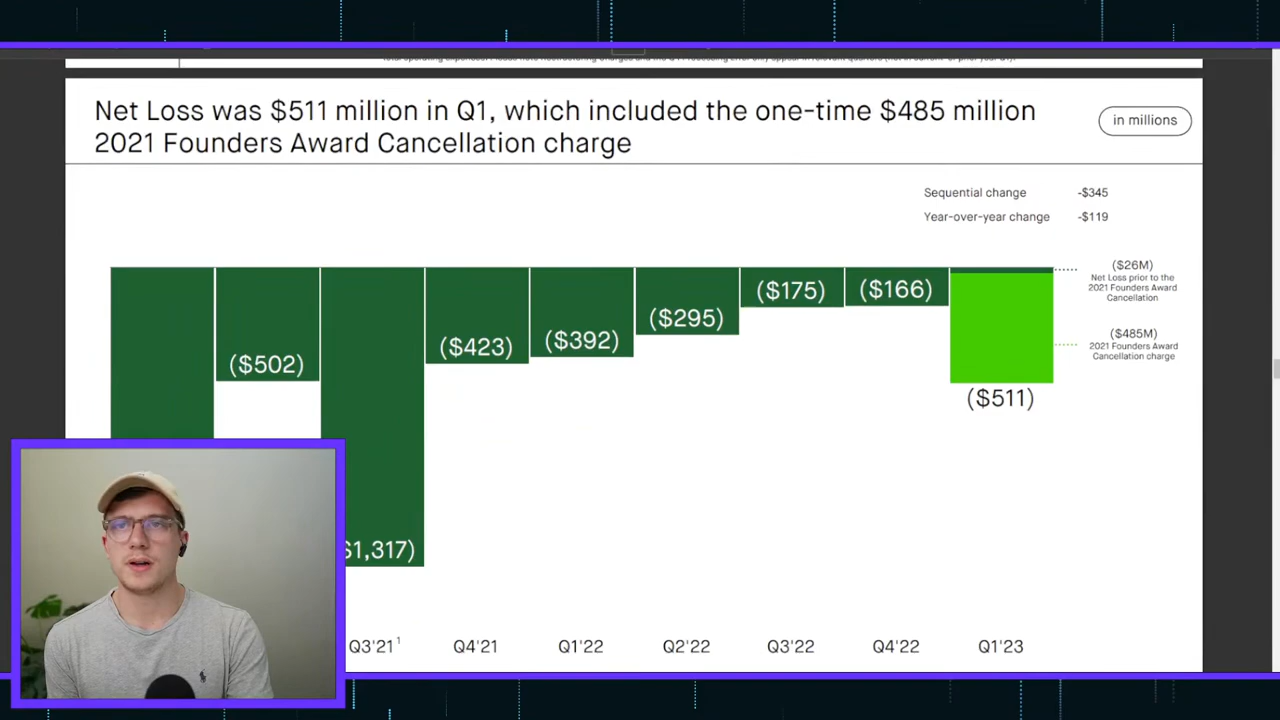 Net Loss was $511 million in Q1, which included the one-time $485 million
2021 Founders Award Cancellation charge
in millions
Sequential change -$345
Year-over-year change -$119
($502)
$1,317)
($423)
($392)
($295)
($175)
($166)
($511)
($26M)
Net Loss prior to the
2021 Founders Award
Cancellation
($485M)
2021 Founders Award
Cancellation charge
Q3'21¹ Q4'21 Q1'22 Q2'22 Q3'22 Q4'22 Q1'23